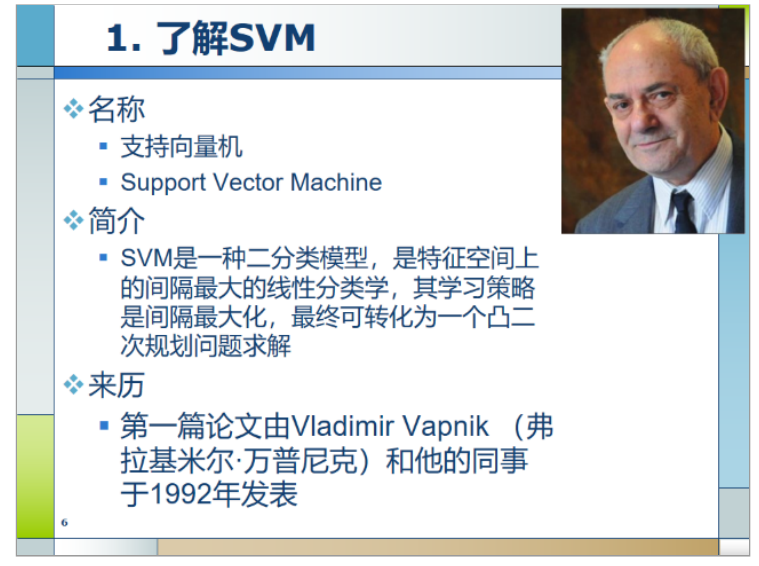 1. 了解SVM
名称
支持向量机
Support Vector Machine
简介
SVM是一种二分类模型，是特征空间上
的间隔最大的线性分类学，其学习策略
是间隔最大化，最终可转化为一个凸二
次规划问题求解
来历
第一篇论文由Vladimir Vapnik （弗
拉基米尔·万普尼克）和他的同事
于1992年发表
6